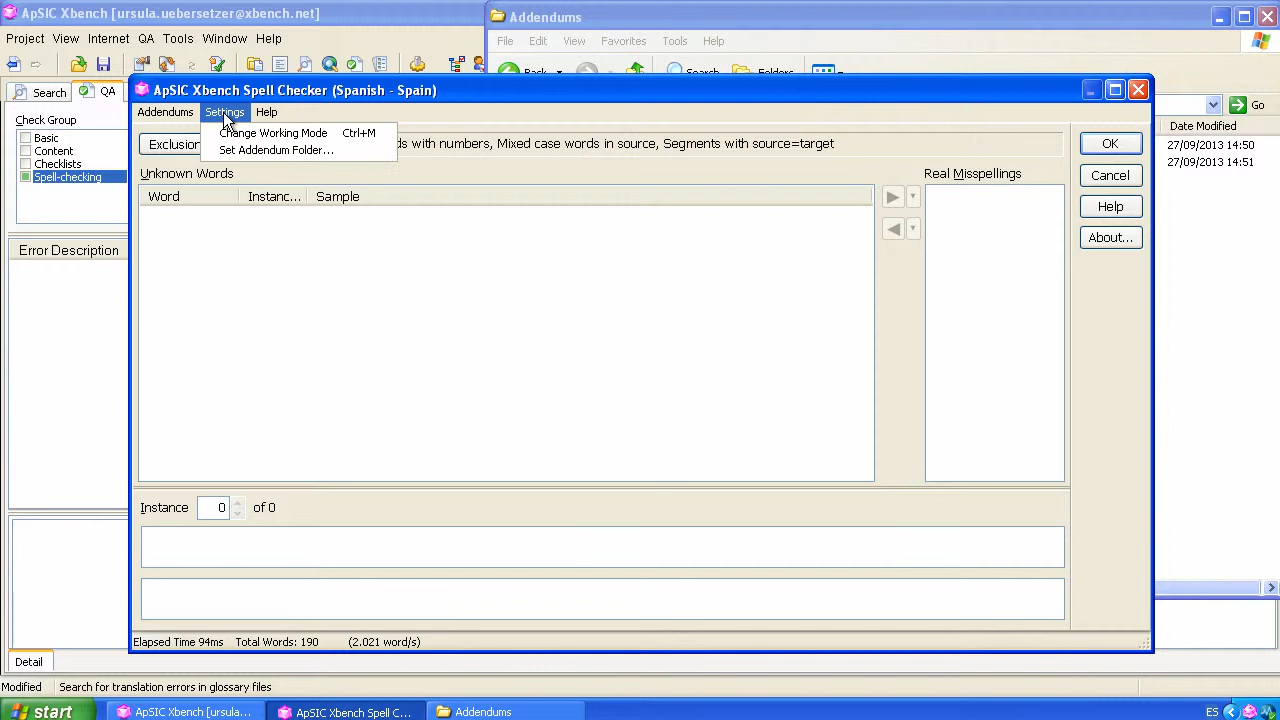 ApSIC Xbench [ursula.uebersetzer@xbench.net]
Addendums
Project View Internet QA Tools Window Help
File Edit View Favorites Tools Help
Back Search Folders
ApSIC Xbench Spell Checker (Spanish - Spain)
Search QA
Go
Addendums Settings Help
Check Group
Date Modified
Change Working Mode Ctrl+M
Set Addendum Folder...
Basic
Content
Checklists
Spell-checking
Exclusion
with numbers, Mixed case words in source, Segments with source=target
OK
27/09/2013 14:50
27/09/2013 14:51
Unknown Words
Real Misspellings
Cancel
Word Instanc... Sample
Help
About...
Error Description
Instance 0 of 0
Elapsed Time 94ms Total Words: 190 (2.021 word/s)
Detail
Modified Search for translation errors in glossary files
start ApSIC Xbench [ursula... ApSIC Xbench Spell C... Addendums ES